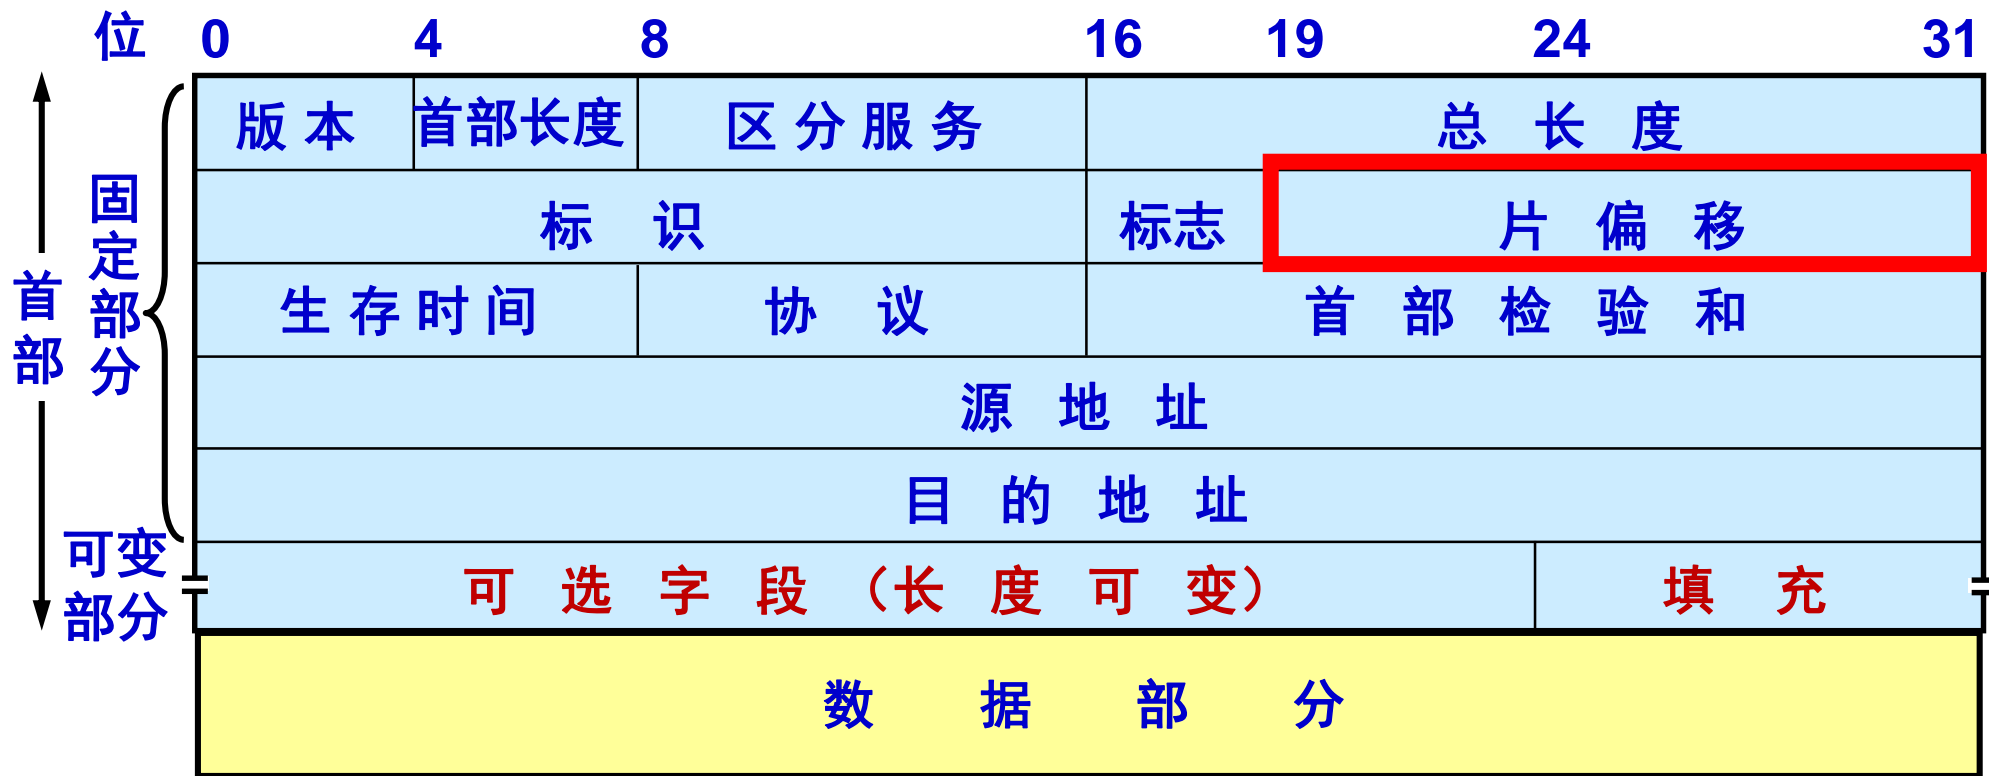 位 0 4 8 16 19 24 31
版本 首部长度 区分服务 总长度
标识 标志 片偏移
生存时间 协议 首部检验和
源地址
目的地址
可选字段（长度可变） 填充
数据部分
首部
固定部分
可变
部分